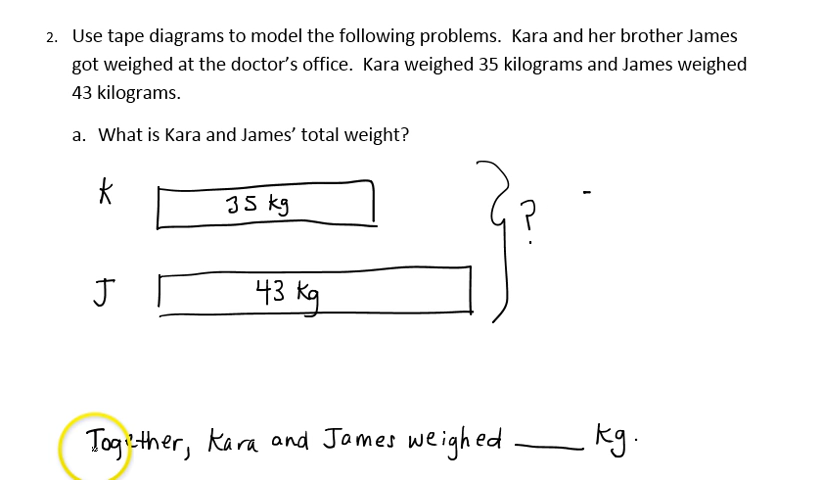 2. Use tape diagrams to model the following problems. Kara and her brother James
got weighed at the doctor's office. Kara weighed 35 kilograms and James weighed
43 kilograms.
a. What is Kara and James' total weight?
K
35 kg
?
-
J
43 kg
Together, Kara and James weighed ____ kg.